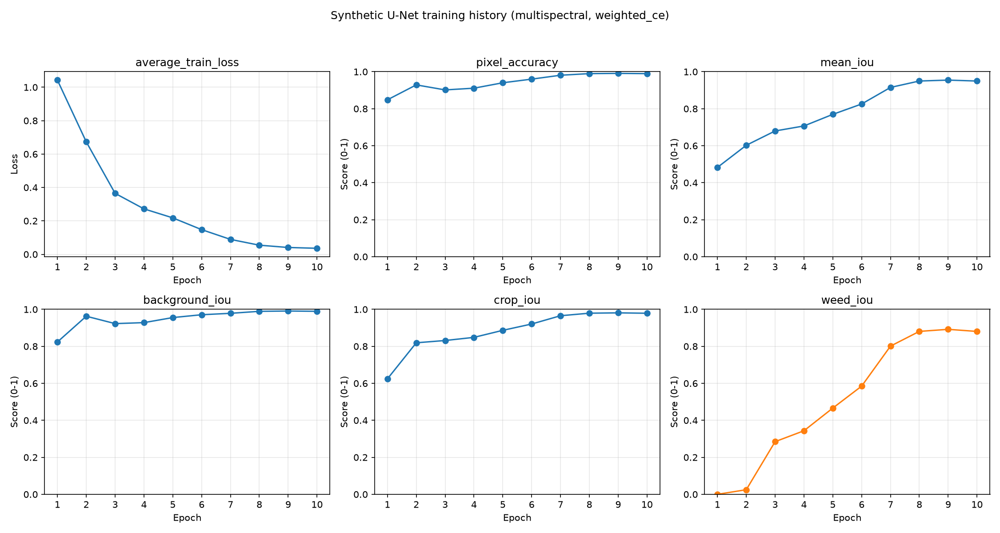 Synthetic U-Net training history (multispectral, weighted_ce)
average_train_loss
Loss
1.0
0.8
0.6
0.4
0.2
0.0
1 2 3 4 5 6 7 8 9 10
Epoch
pixel_accuracy
Score (0-1)
1.0
0.8
0.6
0.4
0.2
0.0
1 2 3 4 5 6 7 8 9 10
Epoch
mean_iou
Score (0-1)
1.0
0.8
0.6
0.4
0.2
0.0
1 2 3 4 5 6 7 8 9 10
Epoch
background_iou
Score (0-1)
1.0
0.8
0.6
0.4
0.2
0.0
1 2 3 4 5 6 7 8 9 10
Epoch
crop_iou
Score (0-1)
1.0
0.8
0.6
0.4
0.2
0.0
1 2 3 4 5 6 7 8 9 10
Epoch
weed_iou
Score (0-1)
1.0
0.8
0.6
0.4
0.2
0.0
1 2 3 4 5 6 7 8 9 10
Epoch